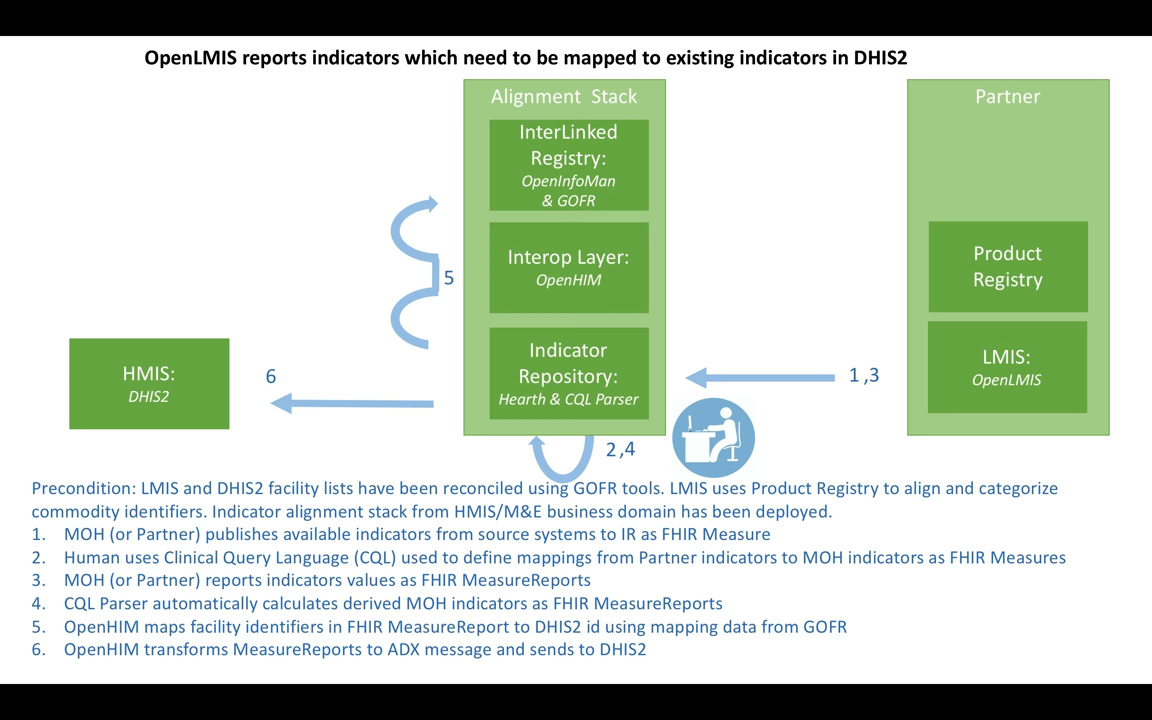 OpenLMIS reports indicators which need to be mapped to existing indicators in DHIS2
Alignment Stack
InterLinked
Registry:
OpenInfoMan
& GOFR
Interop Layer:
OpenHIM
Indicator
Repository:
Hearth & CQL Parser
Partner
Product
Registry
LMIS:
OpenLMIS
HMIS:
DHIS2
5
6
1 ,3
2 ,4
Precondition: LMIS and DHIS2 facility lists have been reconciled using GOFR tools. LMIS uses Product Registry to align and categorize
commodity identifiers. Indicator alignment stack from HMIS/M&E business domain has been deployed.
1. MOH (or Partner) publishes available indicators from source systems to IR as FHIR Measure
2. Human uses Clinical Query Language (CQL) used to define mappings from Partner indicators to MOH indicators as FHIR Measures
3. MOH (or Partner) reports indicators values as FHIR MeasureReports
4. CQL Parser automatically calculates derived MOH indicators as FHIR MeasureReports
5. OpenHIM maps facility identifiers in FHIR MeasureReport to DHIS2 id using mapping data from GOFR
6. OpenHIM transforms MeasureReports to ADX message and sends to DHIS2